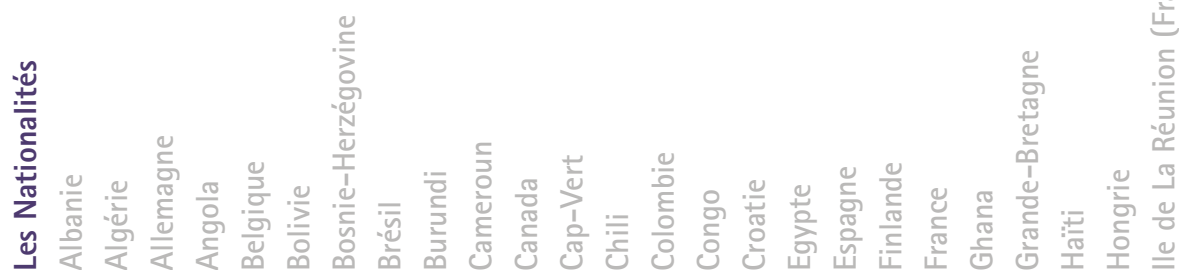 Les Nationalités
Albanie
Algérie
Allemagne
Angola
Belgique
Bolivie
Bosnie-Herzégovine
Brésil
Burundi
Cameroun
Canada
Cap-Vert
Chili
Colombie
Congo
Croatie
Egypte
Espagne
Finlande
France
Ghana
Grande-Bretagne
Haïti
Hongrie
Ile de La Réunion